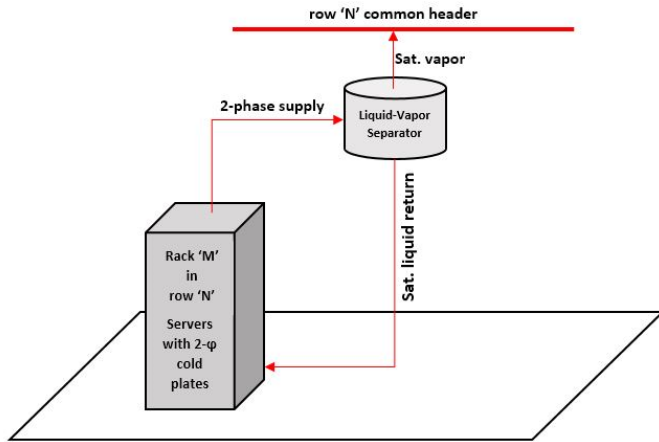 row ‘N’ common header
Sat. vapor
2-phase supply
Liquid-Vapor
Separator
Sat. liquid return
Rack ‘M’
in
row ‘N’
Servers
with 2-φ
cold
plates